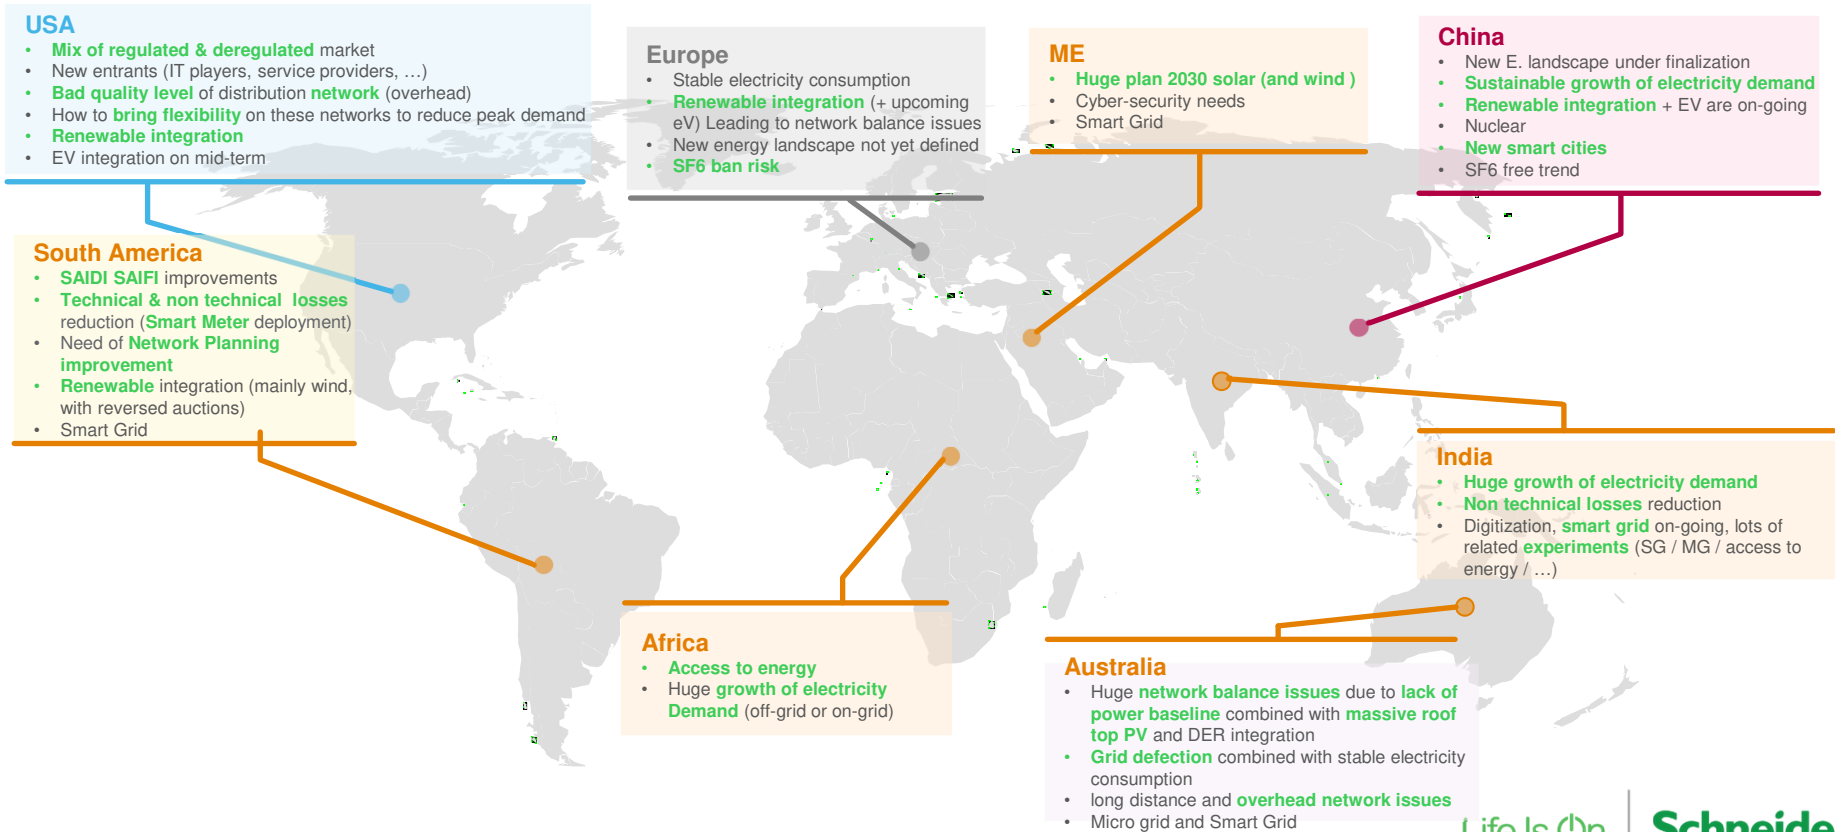 USA
• Mix of regulated & deregulated market
• New entrants (IT players, service providers, …)
• Bad quality level of distribution network (overhead)
• How to bring flexibility on these networks to reduce peak demand
• Renewable integration
• EV integration on mid-term
Europe
• Stable electricity consumption
• Renewable integration (+ upcoming
eV) Leading to network balance issues
• New energy landscape not yet defined
• SF6 ban risk
ME
• Huge plan 2030 solar (and wind )
• Cyber-security needs
• Smart Grid
China
• New E. landscape under finalization
• Sustainable growth of electricity demand
• Renewable integration + EV are on-going
• Nuclear
• New smart cities
• SF6 free trend
South America
• SAIDI SAIFI improvements
• Technical & non technical losses
reduction (Smart Meter deployment)
• Need of Network Planning
improvement
• Renewable integration (mainly wind,
with reversed auctions)
• Smart Grid
India
• Huge growth of electricity demand
• Non technical losses reduction
• Digitization, smart grid on-going, lots of
related experiments (SG / MG / access to
energy / …)
Africa
• Access to energy
• Huge growth of electricity
Demand (off-grid or on-grid)
Australia
• Huge network balance issues due to lack of
power baseline combined with massive roof
top PV and DER integration
• Grid defection combined with stable electricity
consumption
• long distance and overhead network issues
• Micro grid and Smart Grid
Life Is On
Schneide